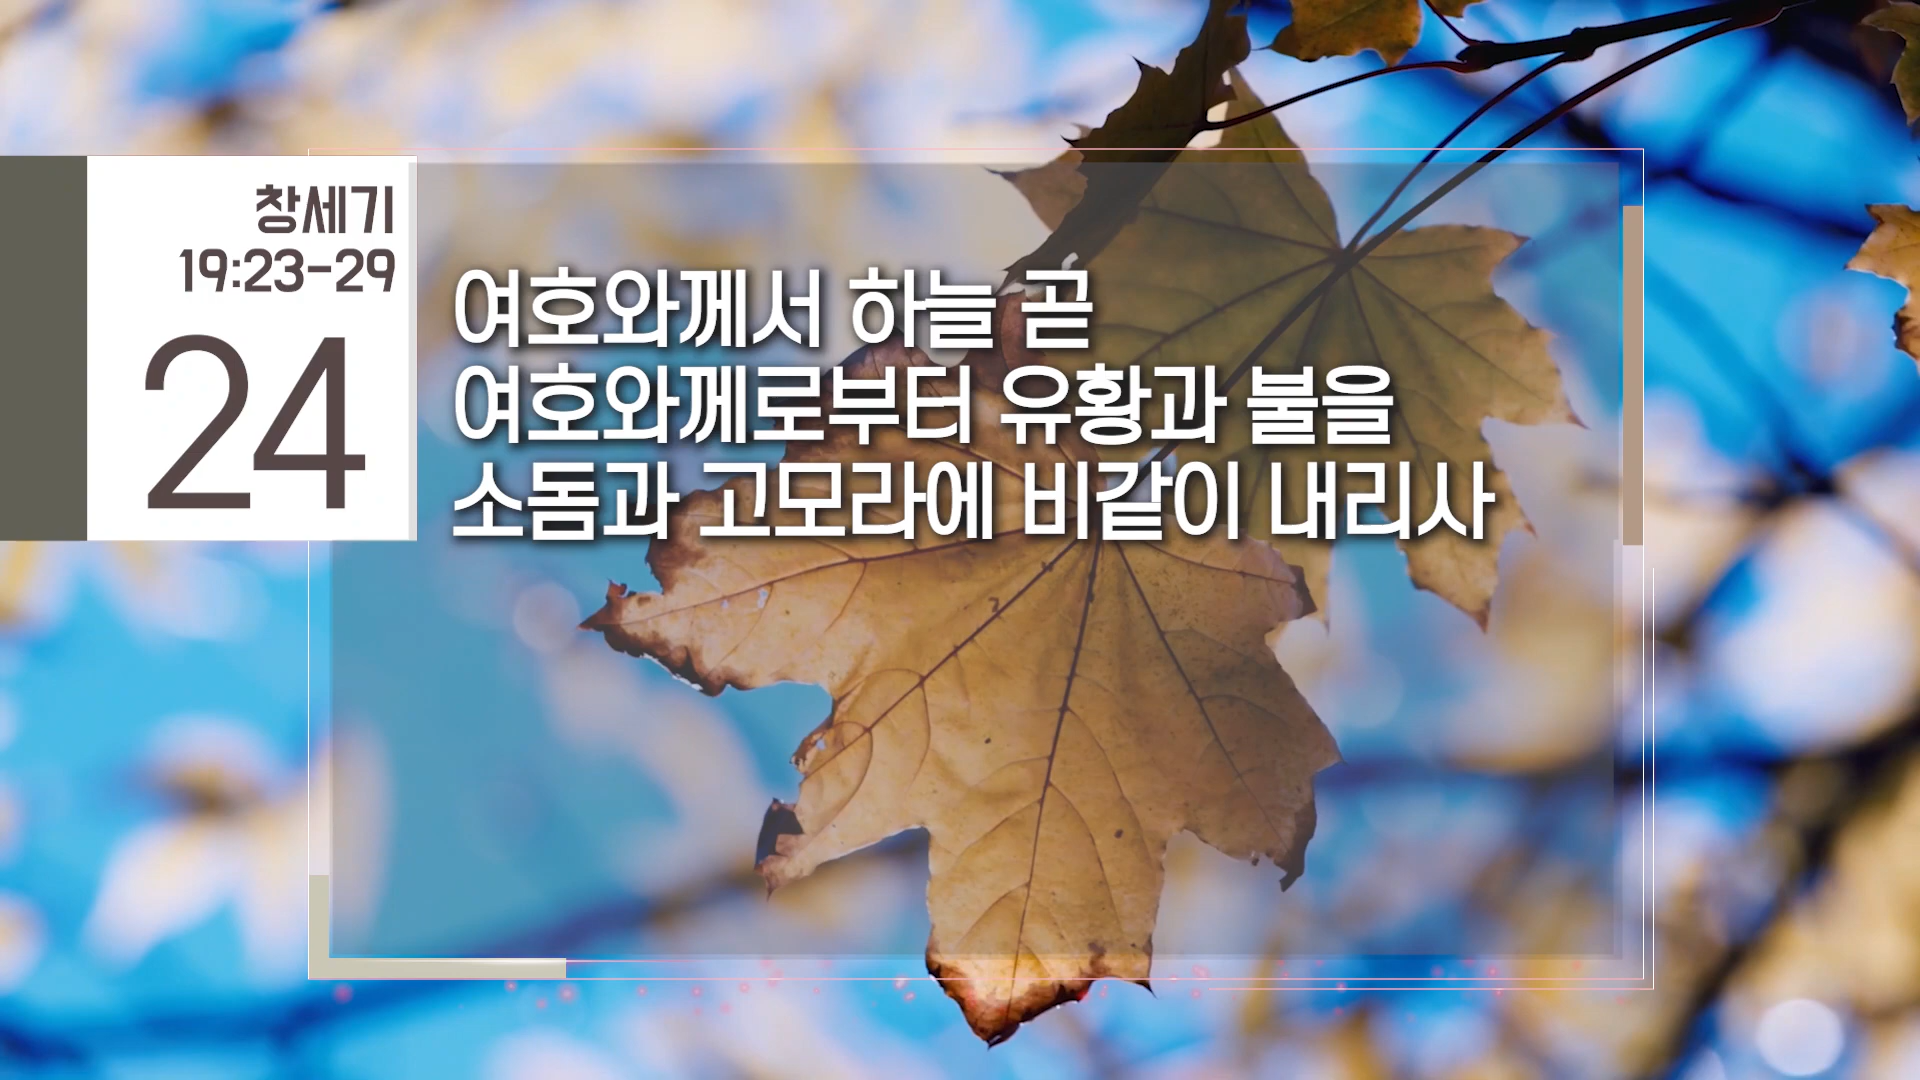 창세기
19:23-29
24
여호와께서 하늘 곧
여호와께로부터 유황과 불을
소돔과 고모라에 비같이 내리사